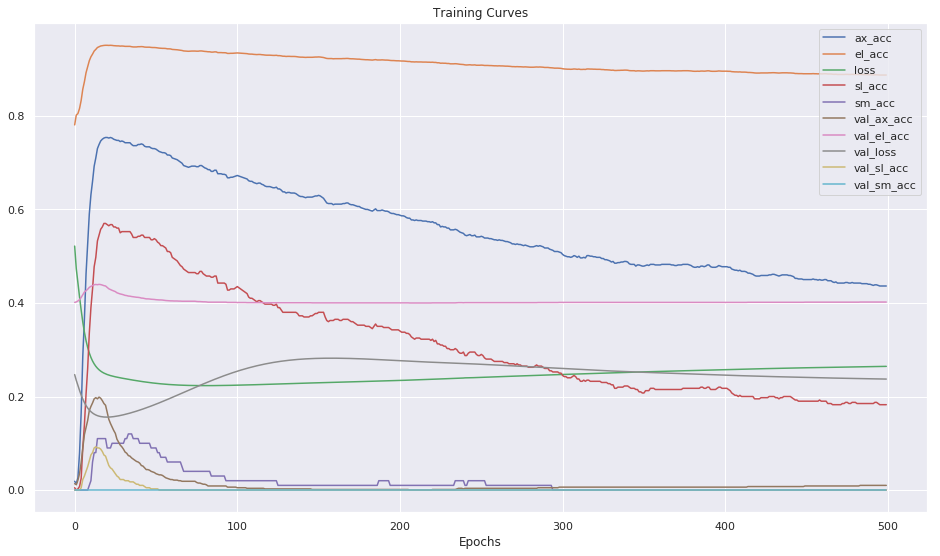 Training Curves
ax_acc
el_acc
loss
sl_acc
sm_acc
val_ax_acc
val_el_acc
val_loss
val_sl_acc
val_sm_acc
0.8
0.6
0.4
0.2
0.0
0 100 200 300 400 500
Epochs